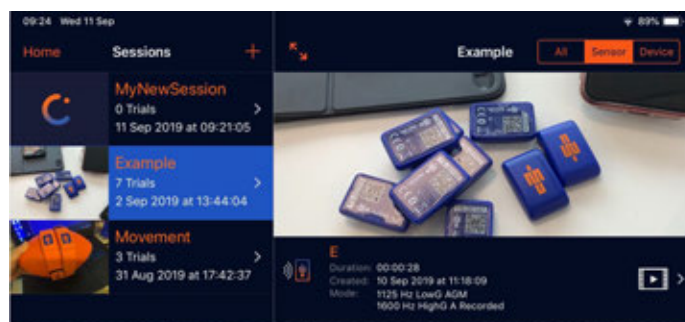 09:24 Wed 11 Sep
89%
Home Sessions +
Example All Sensor Device
MyNewSession
0 Trials
11 Sep 2019 at 09:21:05
Example
7 Trials
2 Sep 2019 at 13:44:04
Movement
3 Trials
31 Aug 2019 at 17:42:37
E
Duration: 00:00:28
Created: 10 Sep 2019 at 11:18:09
Mode: 1125 Hz LowG AGM
1600 Hz HighG A Recorded